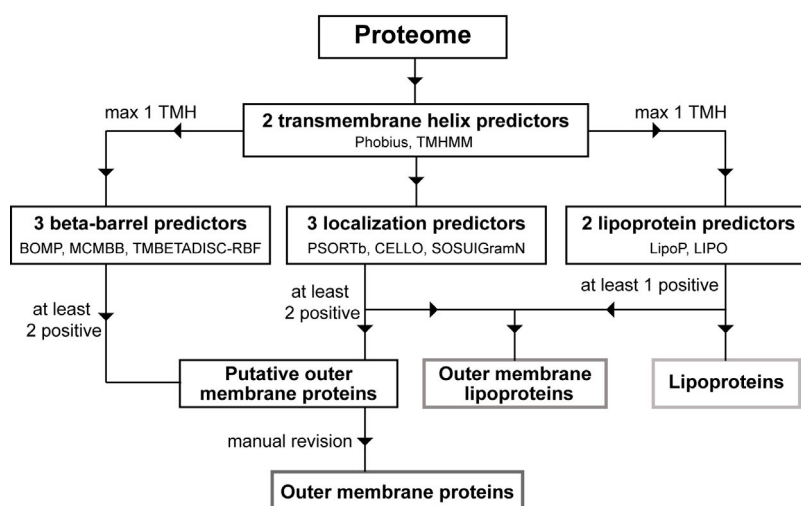 Proteome
max 1 TMH
max 1 TMH
2 transmembrane helix predictors
Phobius, TMHMM
3 beta-barrel predictors
BOMP, MCMBB, TMBETADISC-RBF
3 localization predictors
PSORTb, CELLO, SOSUIGramN
2 lipoprotein predictors
LipoP, LIPO
at least
2 positive
at least
2 positive
at least 1 positive
Putative outer
membrane proteins
Outer membrane
lipoproteins
Lipoproteins
manual revision
Outer membrane proteins